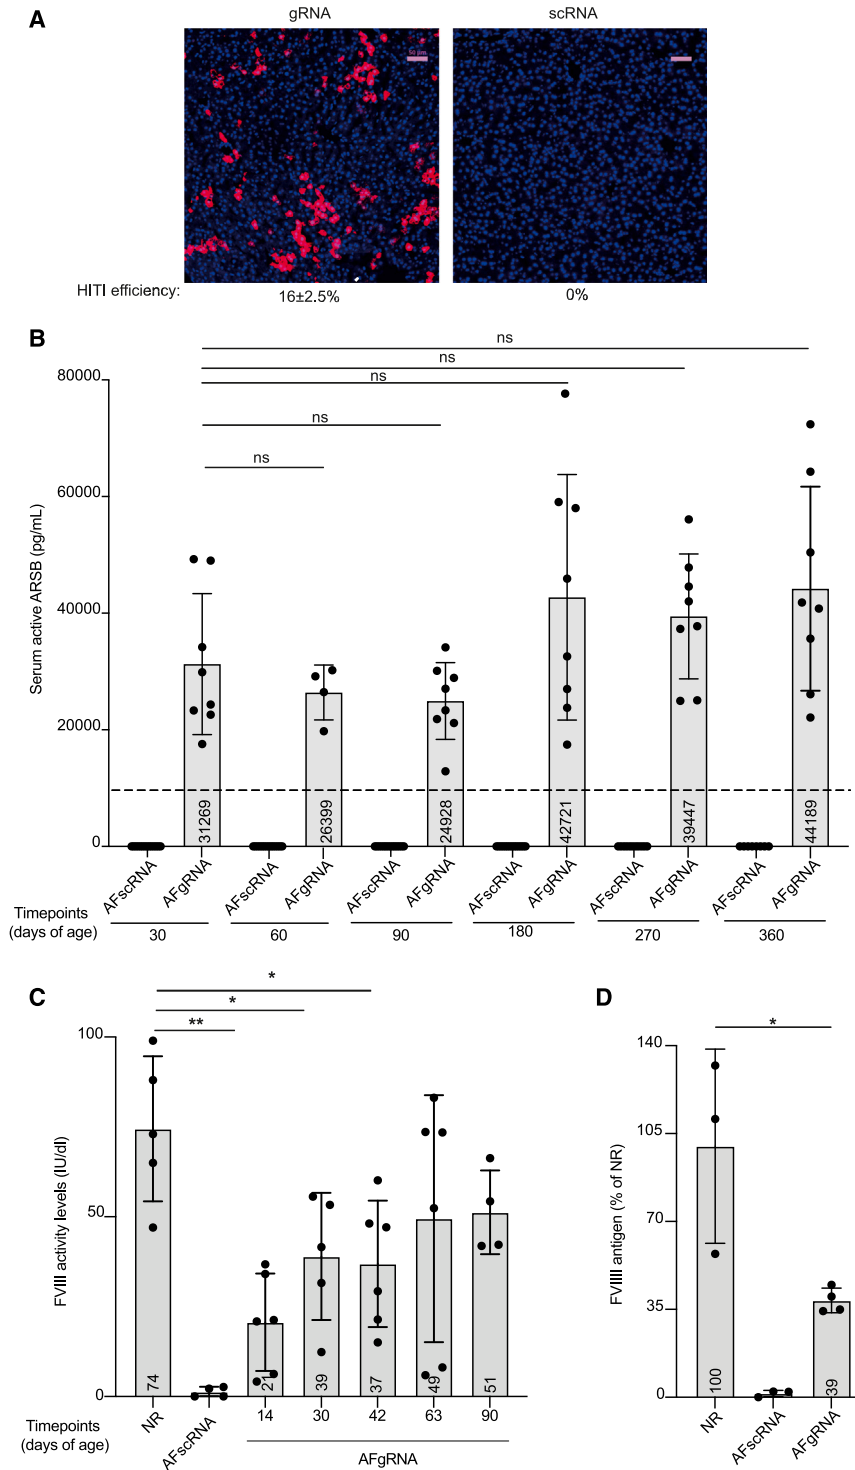 A
gRNA
scRNA
50 µm
HITI efficiency:
16±2.5%
0%
B
ns
ns
ns
ns
ns
Serum active ARSB (pg/mL)
80000
60000
40000
20000
0
31269
26399
24928
42721
39447
44189
AFscRNA
AFgRNA
AFscRNA
AFgRNA
AFscRNA
AFgRNA
AFscRNA
AFgRNA
AFscRNA
AFgRNA
AFscRNA
AFgRNA
Timepoints
(days of age)
30
60
90
180
270
360
C
*
*
**
FVIII activity levels (IU/dl)
100
50
0
74
21
39
37
49
51
Timepoints
(days of age)
NR
AFscRNA
14
30
42
63
90
AFgRNA
D
*
FVIIII antigen (% of NR)
140
105
70
35
0
100
39
NR
AFscRNA
AFgRNA